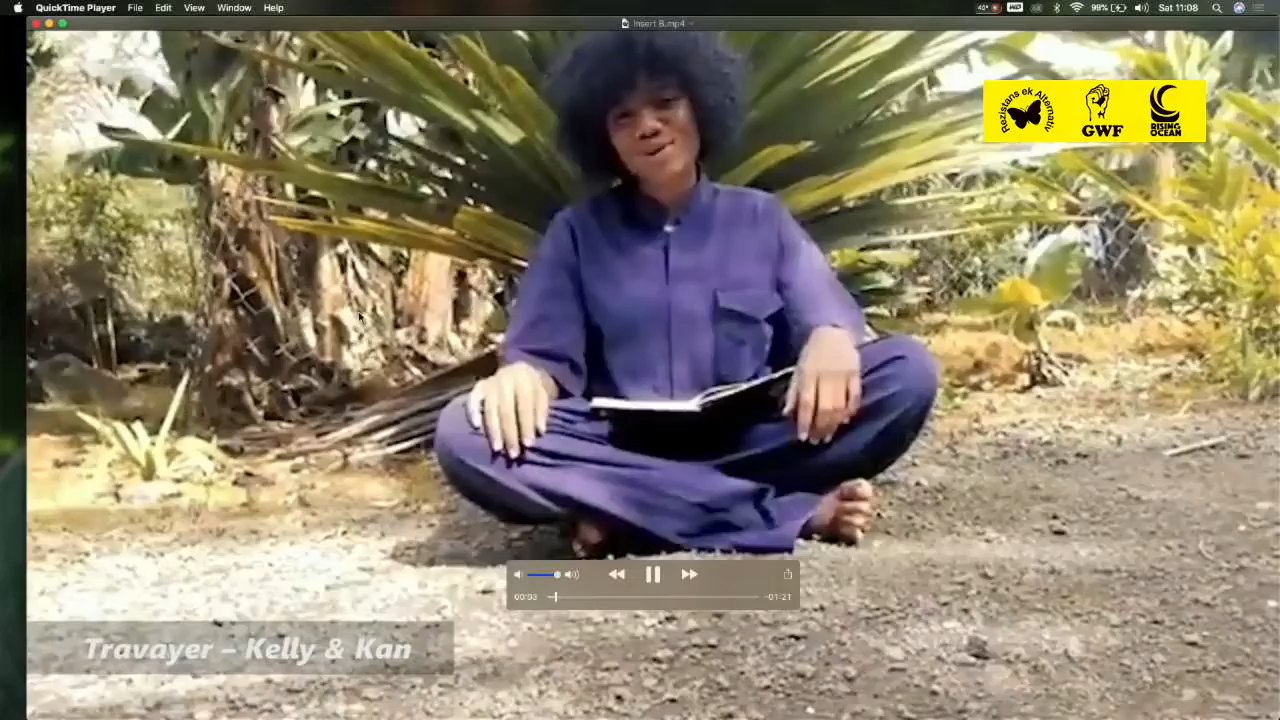 QuickTime Player File Edit View Window Help
99%
Sat 11:08
Insert B.mp4
Rezistans ek Alternativ
GWF
RISING
OCEAN
00:03
-01:21
Travayer – Kelly & Kan